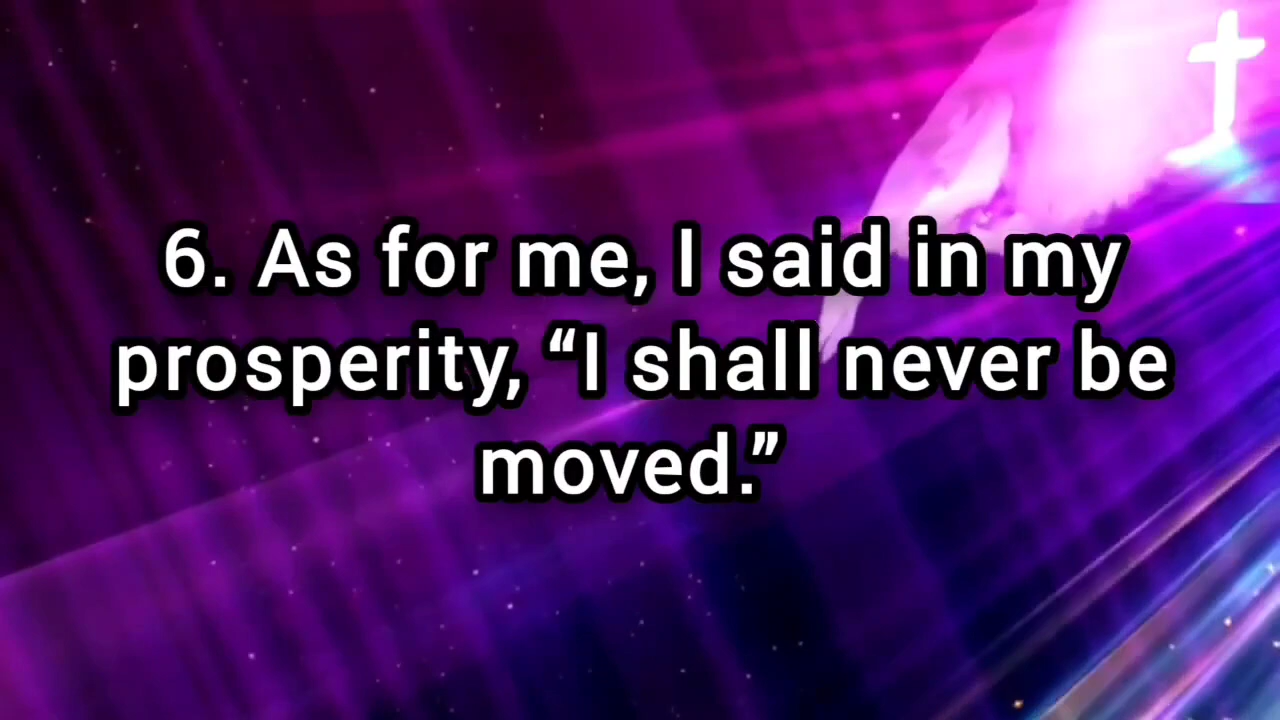 6. As for me, I said in my
prosperity, “I shall never be
moved.”